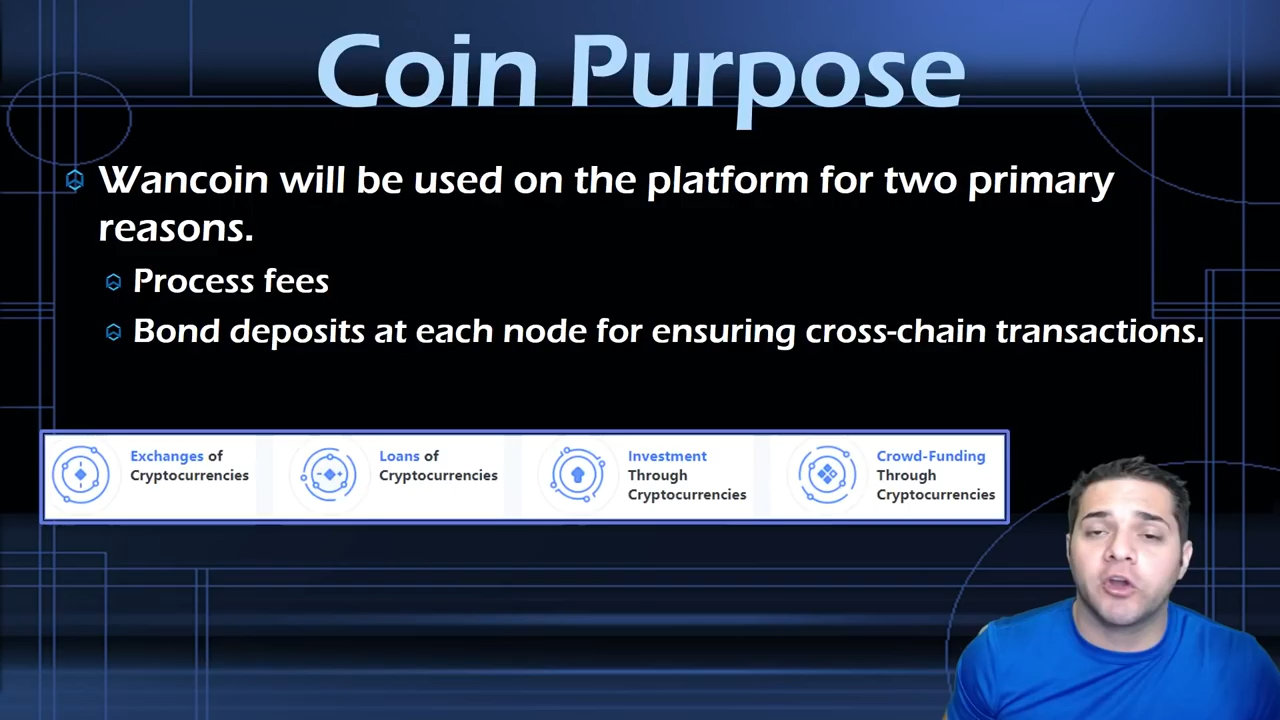 Coin Purpose
Wancoin will be used on the platform for two primary
reasons.
Process fees
Bond deposits at each node for ensuring cross-chain transactions.
Exchanges of
Cryptocurrencies
Loans of
Cryptocurrencies
Investment
Through
Cryptocurrencies
Crowd-Funding
Through
Cryptocurrencies